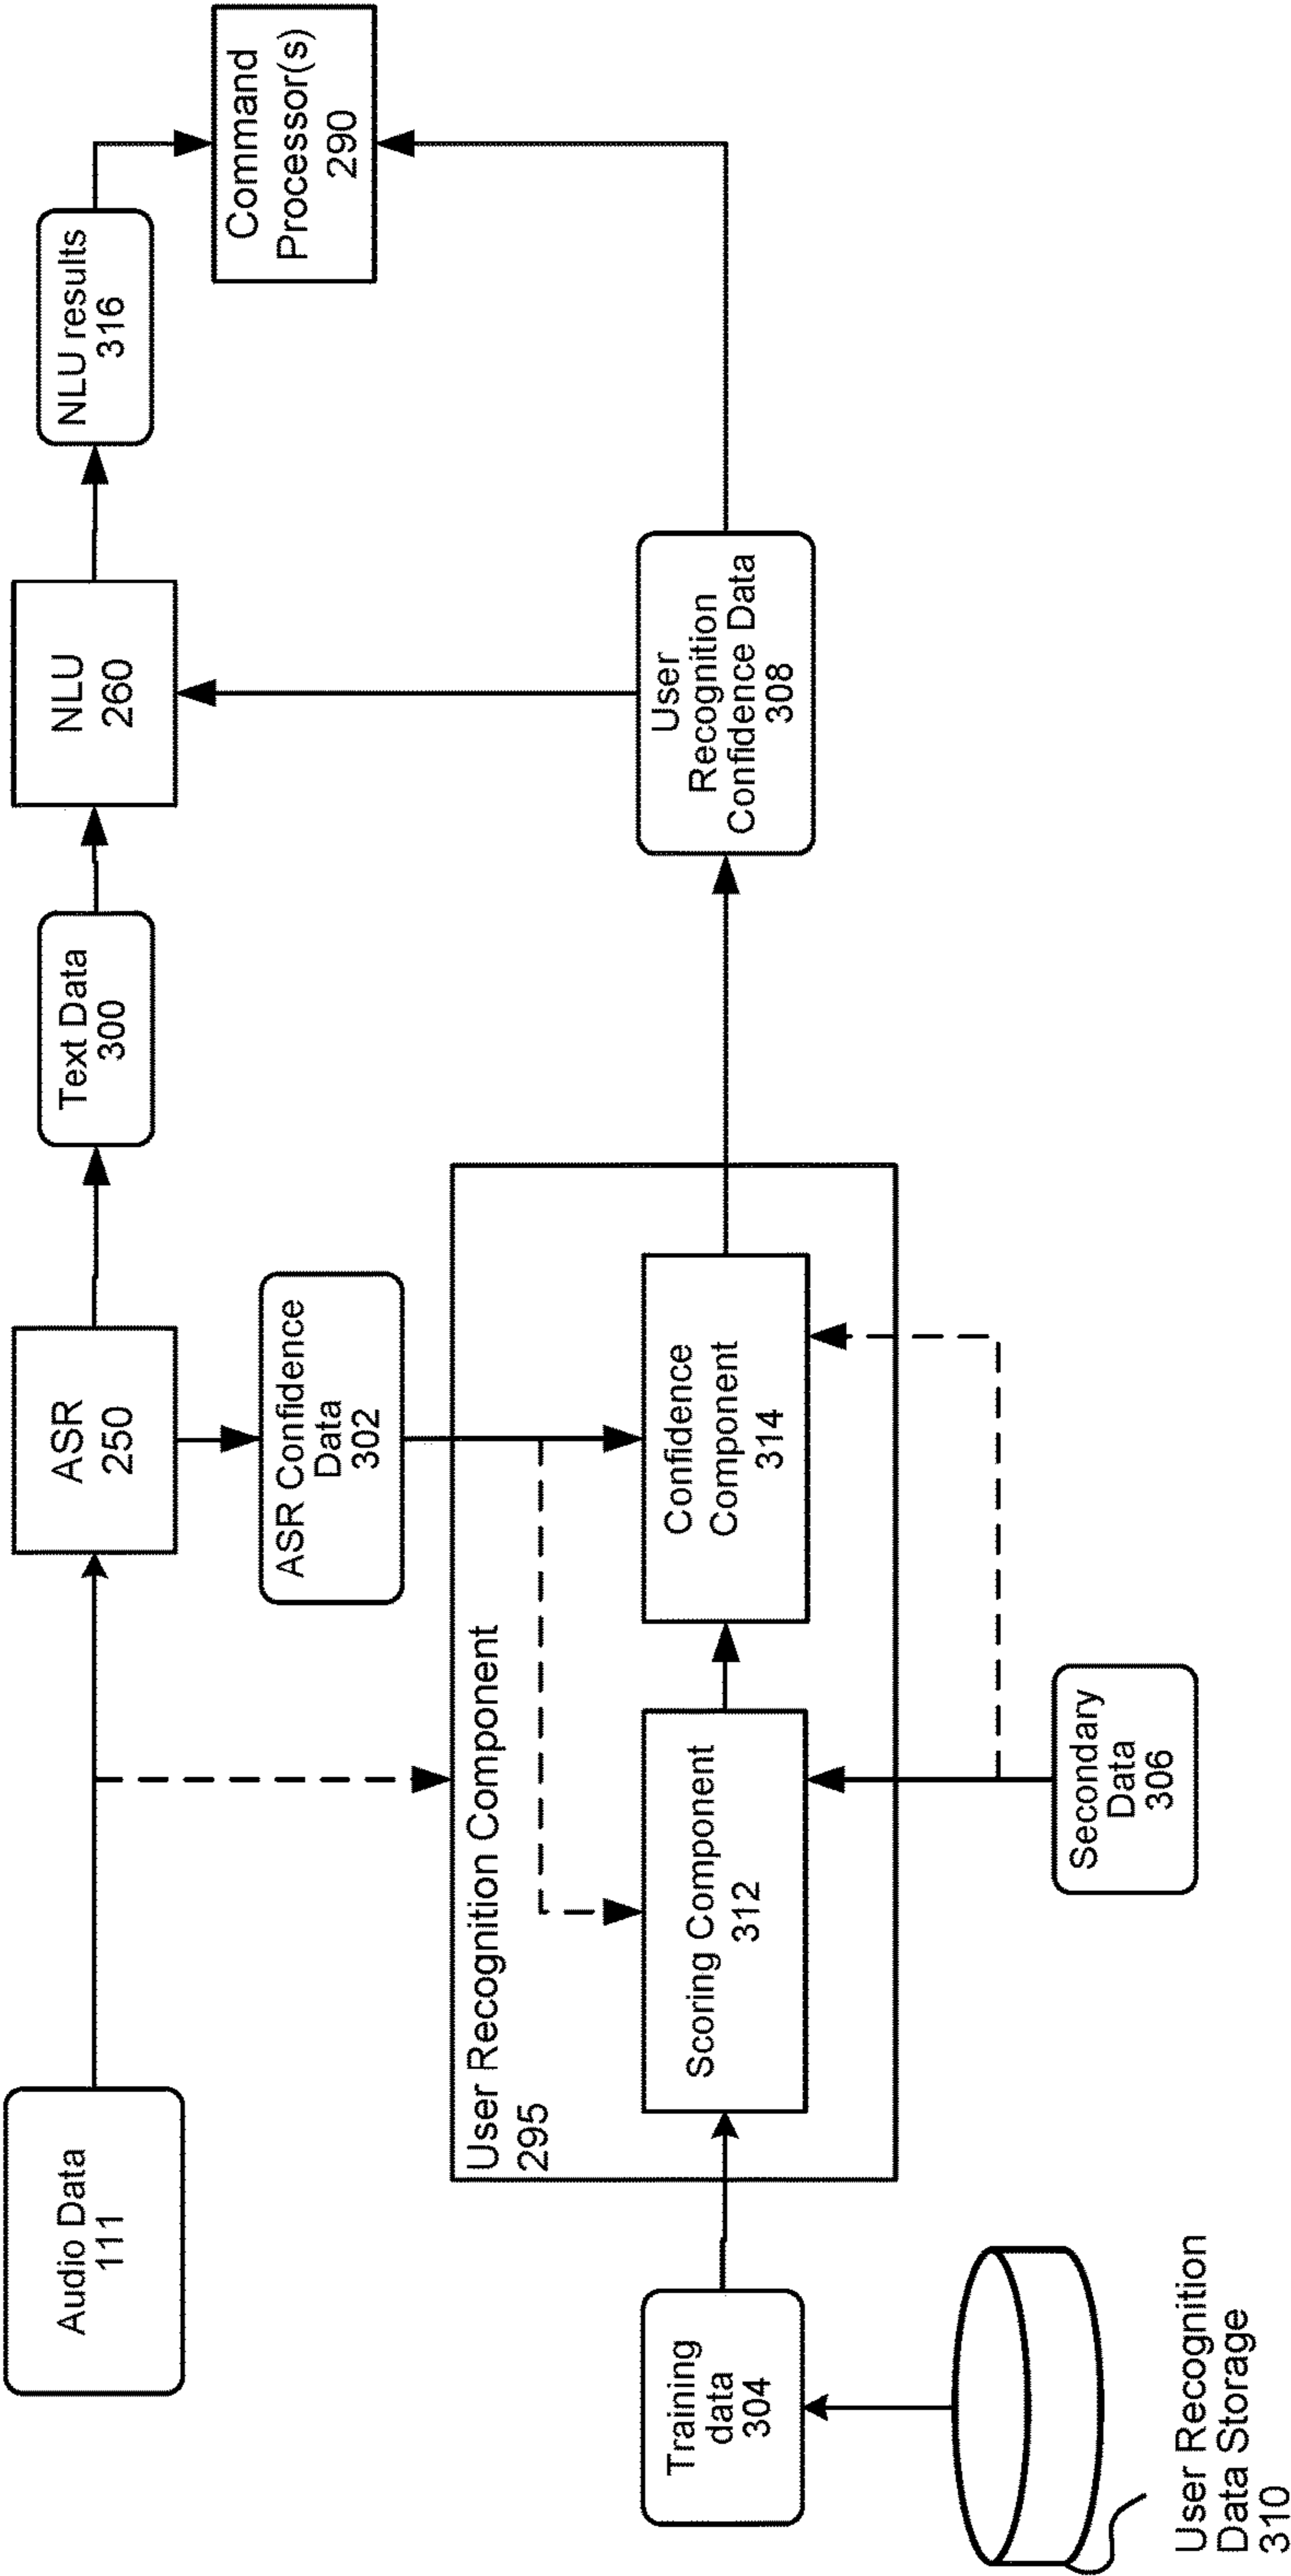 Audio Data
111
ASR
250
Text Data
300
NLU
260
NLU results
316
Command
Processor(s)
290
ASR Confidence
Data
302
User Recognition Component
295
Scoring Component
312
Confidence
Component
314
User
Recognition
Confidence Data
308
Training
data
304
Secondary
Data
306
User Recognition
Data Storage
310